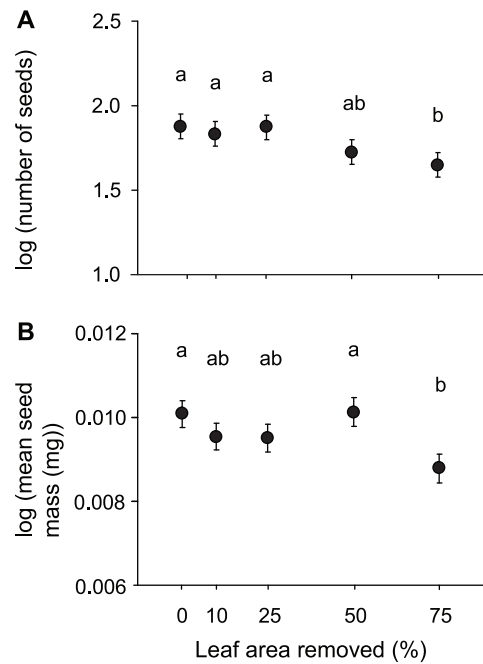 A
a a a ab b
log (number of seeds)
2.5
2.0
1.5
1.0
B
a ab ab a b
log (mean seed
mass (mg))
0.012
0.010
0.008
0.006
0 10 25 50 75
Leaf area removed (%)